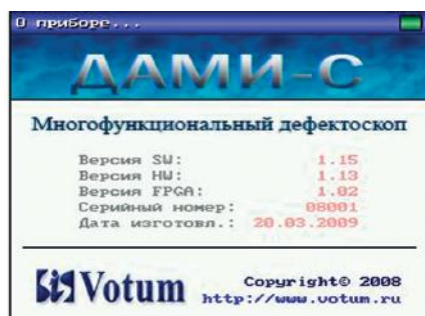 О приборе...
ДАМИ-С
Многофункциональный дефектоскоп
Версия SW: 1.15
Версия HW: 1.13
Версия FPGA: 1.02
Серийный номер: 08001
Дата изготовл.: 20.03.2009
Votum
Copyright© 2008
http://www.votum.ru